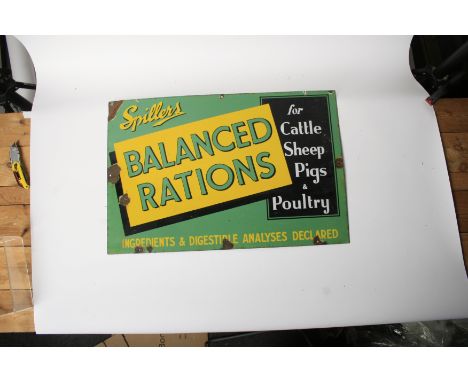 Spillers
BALANCED
RATIONS
for
Cattle
Sheep
Pigs
&
Poultry
INGREDIENTS & DIGESTIBLE ANALYSES DECLARED